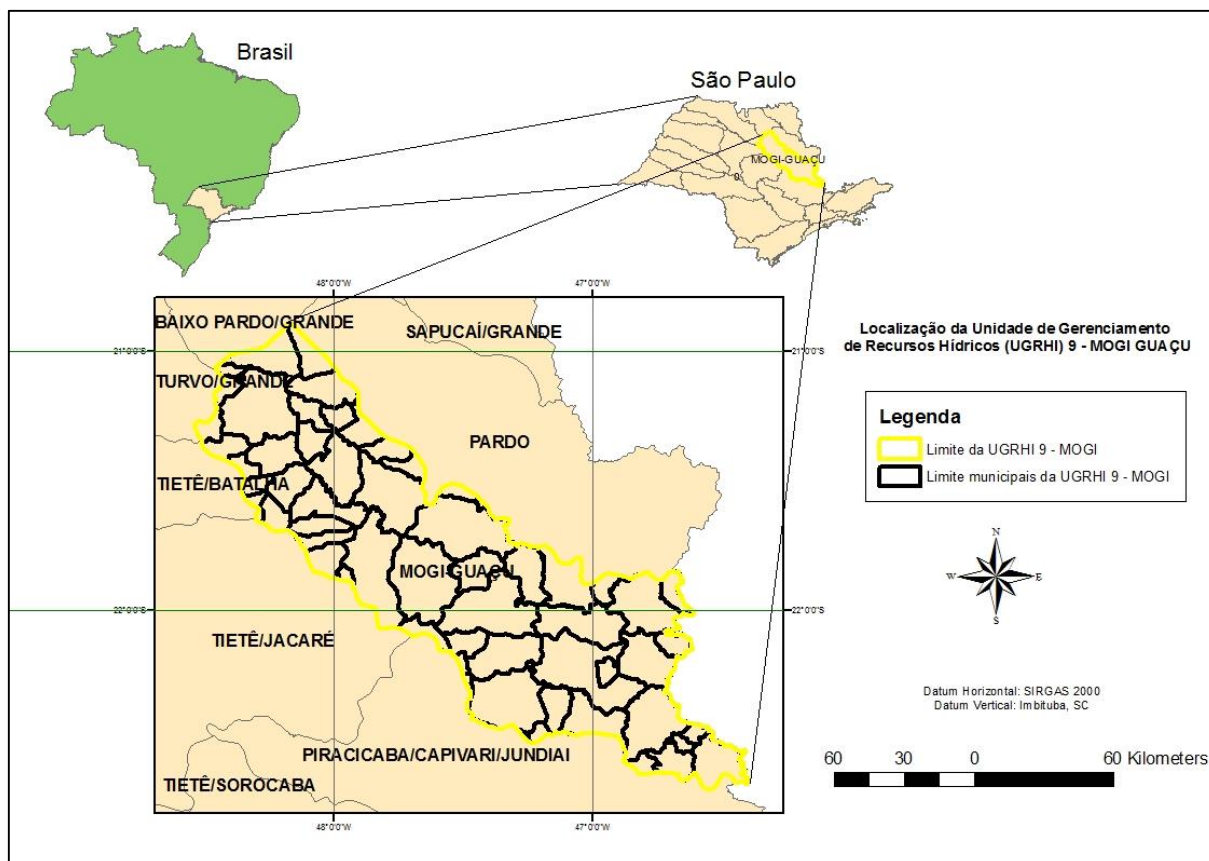 Brasil
São Paulo
MOGI-GUAÇU
48°0'0"W
47°0'0"W
BAIXO PARDO/GRANDE
SAPUCAÍ/GRANDE
21°0'0"S
21°0'0"S
TURVO/GRANDE
PARDO
TIETÊ/BATALHA
MOGI-GUAÇU
22°0'0"S
22°0'0"S
TIETÊ/JACARÉ
PIRACICABA/CAPIVARI/JUNDIAI
TIETÊ/SOROCABA
48°0'0"W
47°0'0"W
Localização da Unidade de Gerenciamento
de Recursos Hídricos (UGRHI) 9 - MOGI GUAÇU
Legenda
Limite da UGRHI 9 - MOGI
Limite municipais da UGRHI 9 - MOGI
N
W
E
S
Datum Horizontal: SIRGAS 2000
Datum Vertical: Imbituba, SC
60 30 0 60 Kilometers